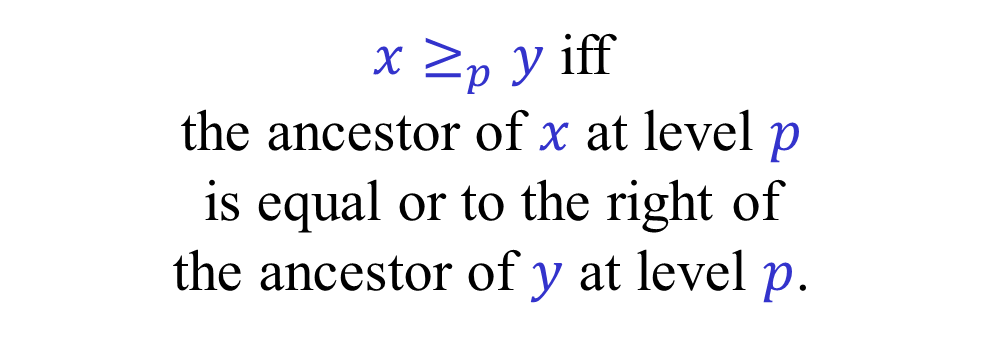 x ≥ₚ y iff
the ancestor of x at level p
is equal or to the right of
the ancestor of y at level p.